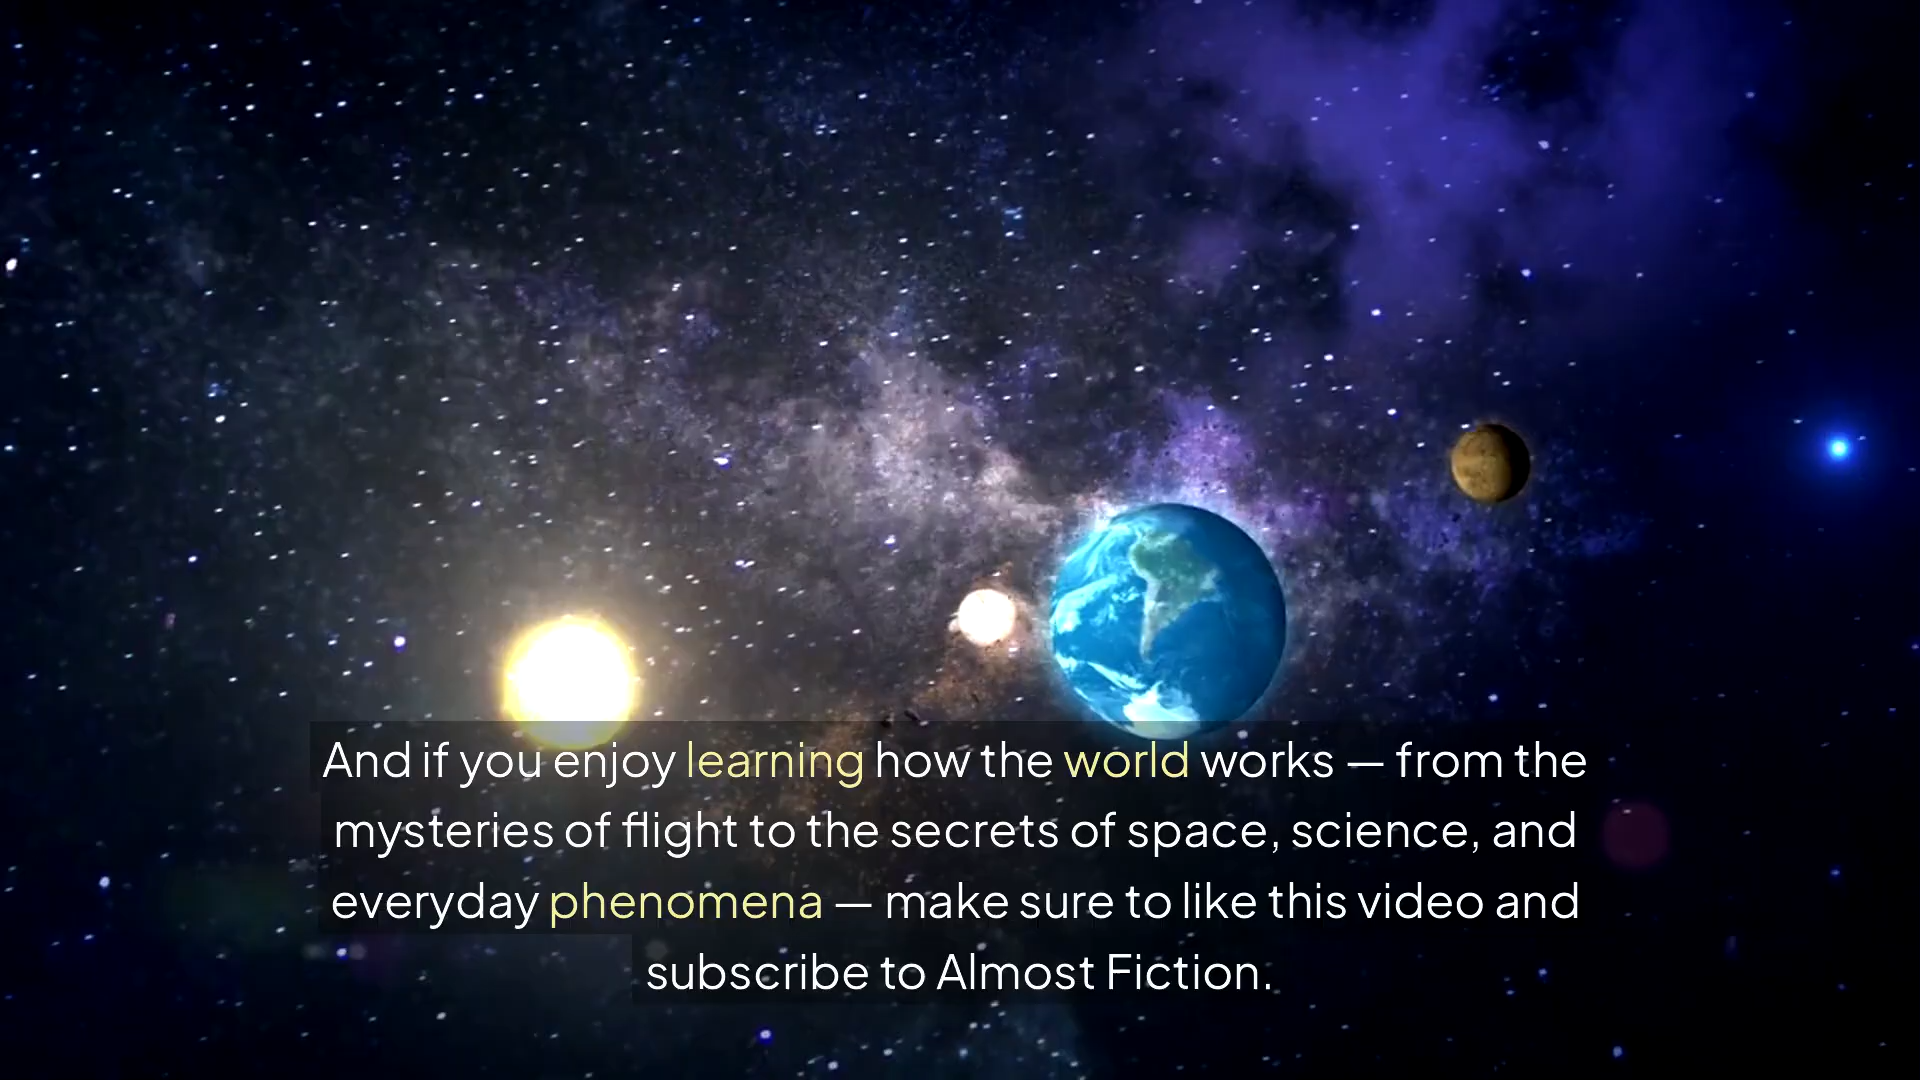 And if you enjoy learning how the world works — from the
mysteries of flight to the secrets of space, science, and
everyday phenomena — make sure to like this video and
subscribe to Almost Fiction.